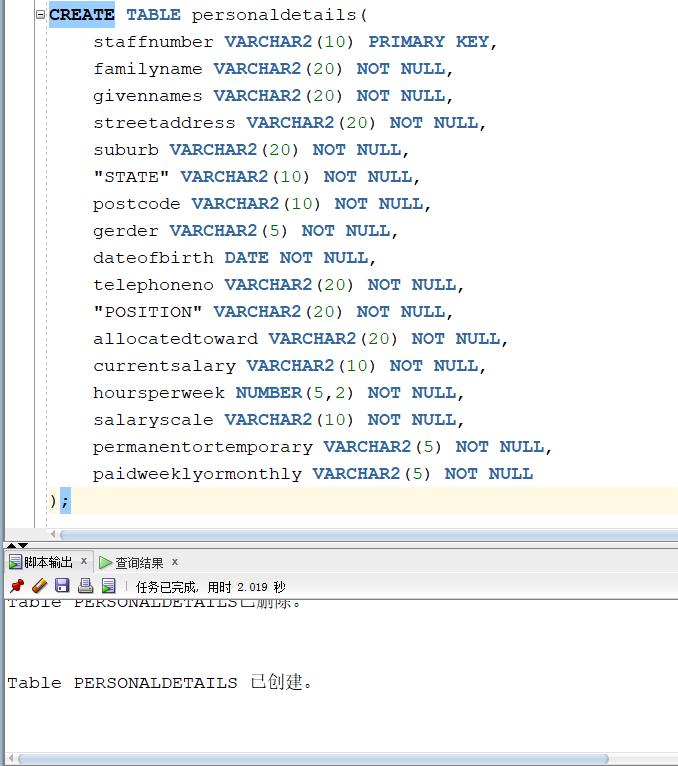 CREATE TABLE personaldetails(
staffnumber VARCHAR2(10) PRIMARY KEY,
familyname VARCHAR2(20) NOT NULL,
givennames VARCHAR2(20) NOT NULL,
streetaddress VARCHAR2(20) NOT NULL,
suburb VARCHAR2(20) NOT NULL,
"STATE" VARCHAR2(10) NOT NULL,
postcode VARCHAR2(10) NOT NULL,
gerder VARCHAR2(5) NOT NULL,
dateofbirth DATE NOT NULL,
telephoneno VARCHAR2(20) NOT NULL,
"POSITION" VARCHAR2(20) NOT NULL,
allocatedtoward VARCHAR2(20) NOT NULL,
currentsalary VARCHAR2(10) NOT NULL,
hoursperweek NUMBER(5,2) NOT NULL,
salaryscale VARCHAR2(10) NOT NULL,
permanentortemporary VARCHAR2(5) NOT NULL,
paidweeklyormonthly VARCHAR2(5) NOT NULL
);
脚本输出 x 查询结果 x
任务已完成, 用时 2.019 秒
Table PERSONALDETAILS已删除。
Table PERSONALDETAILS 已创建。